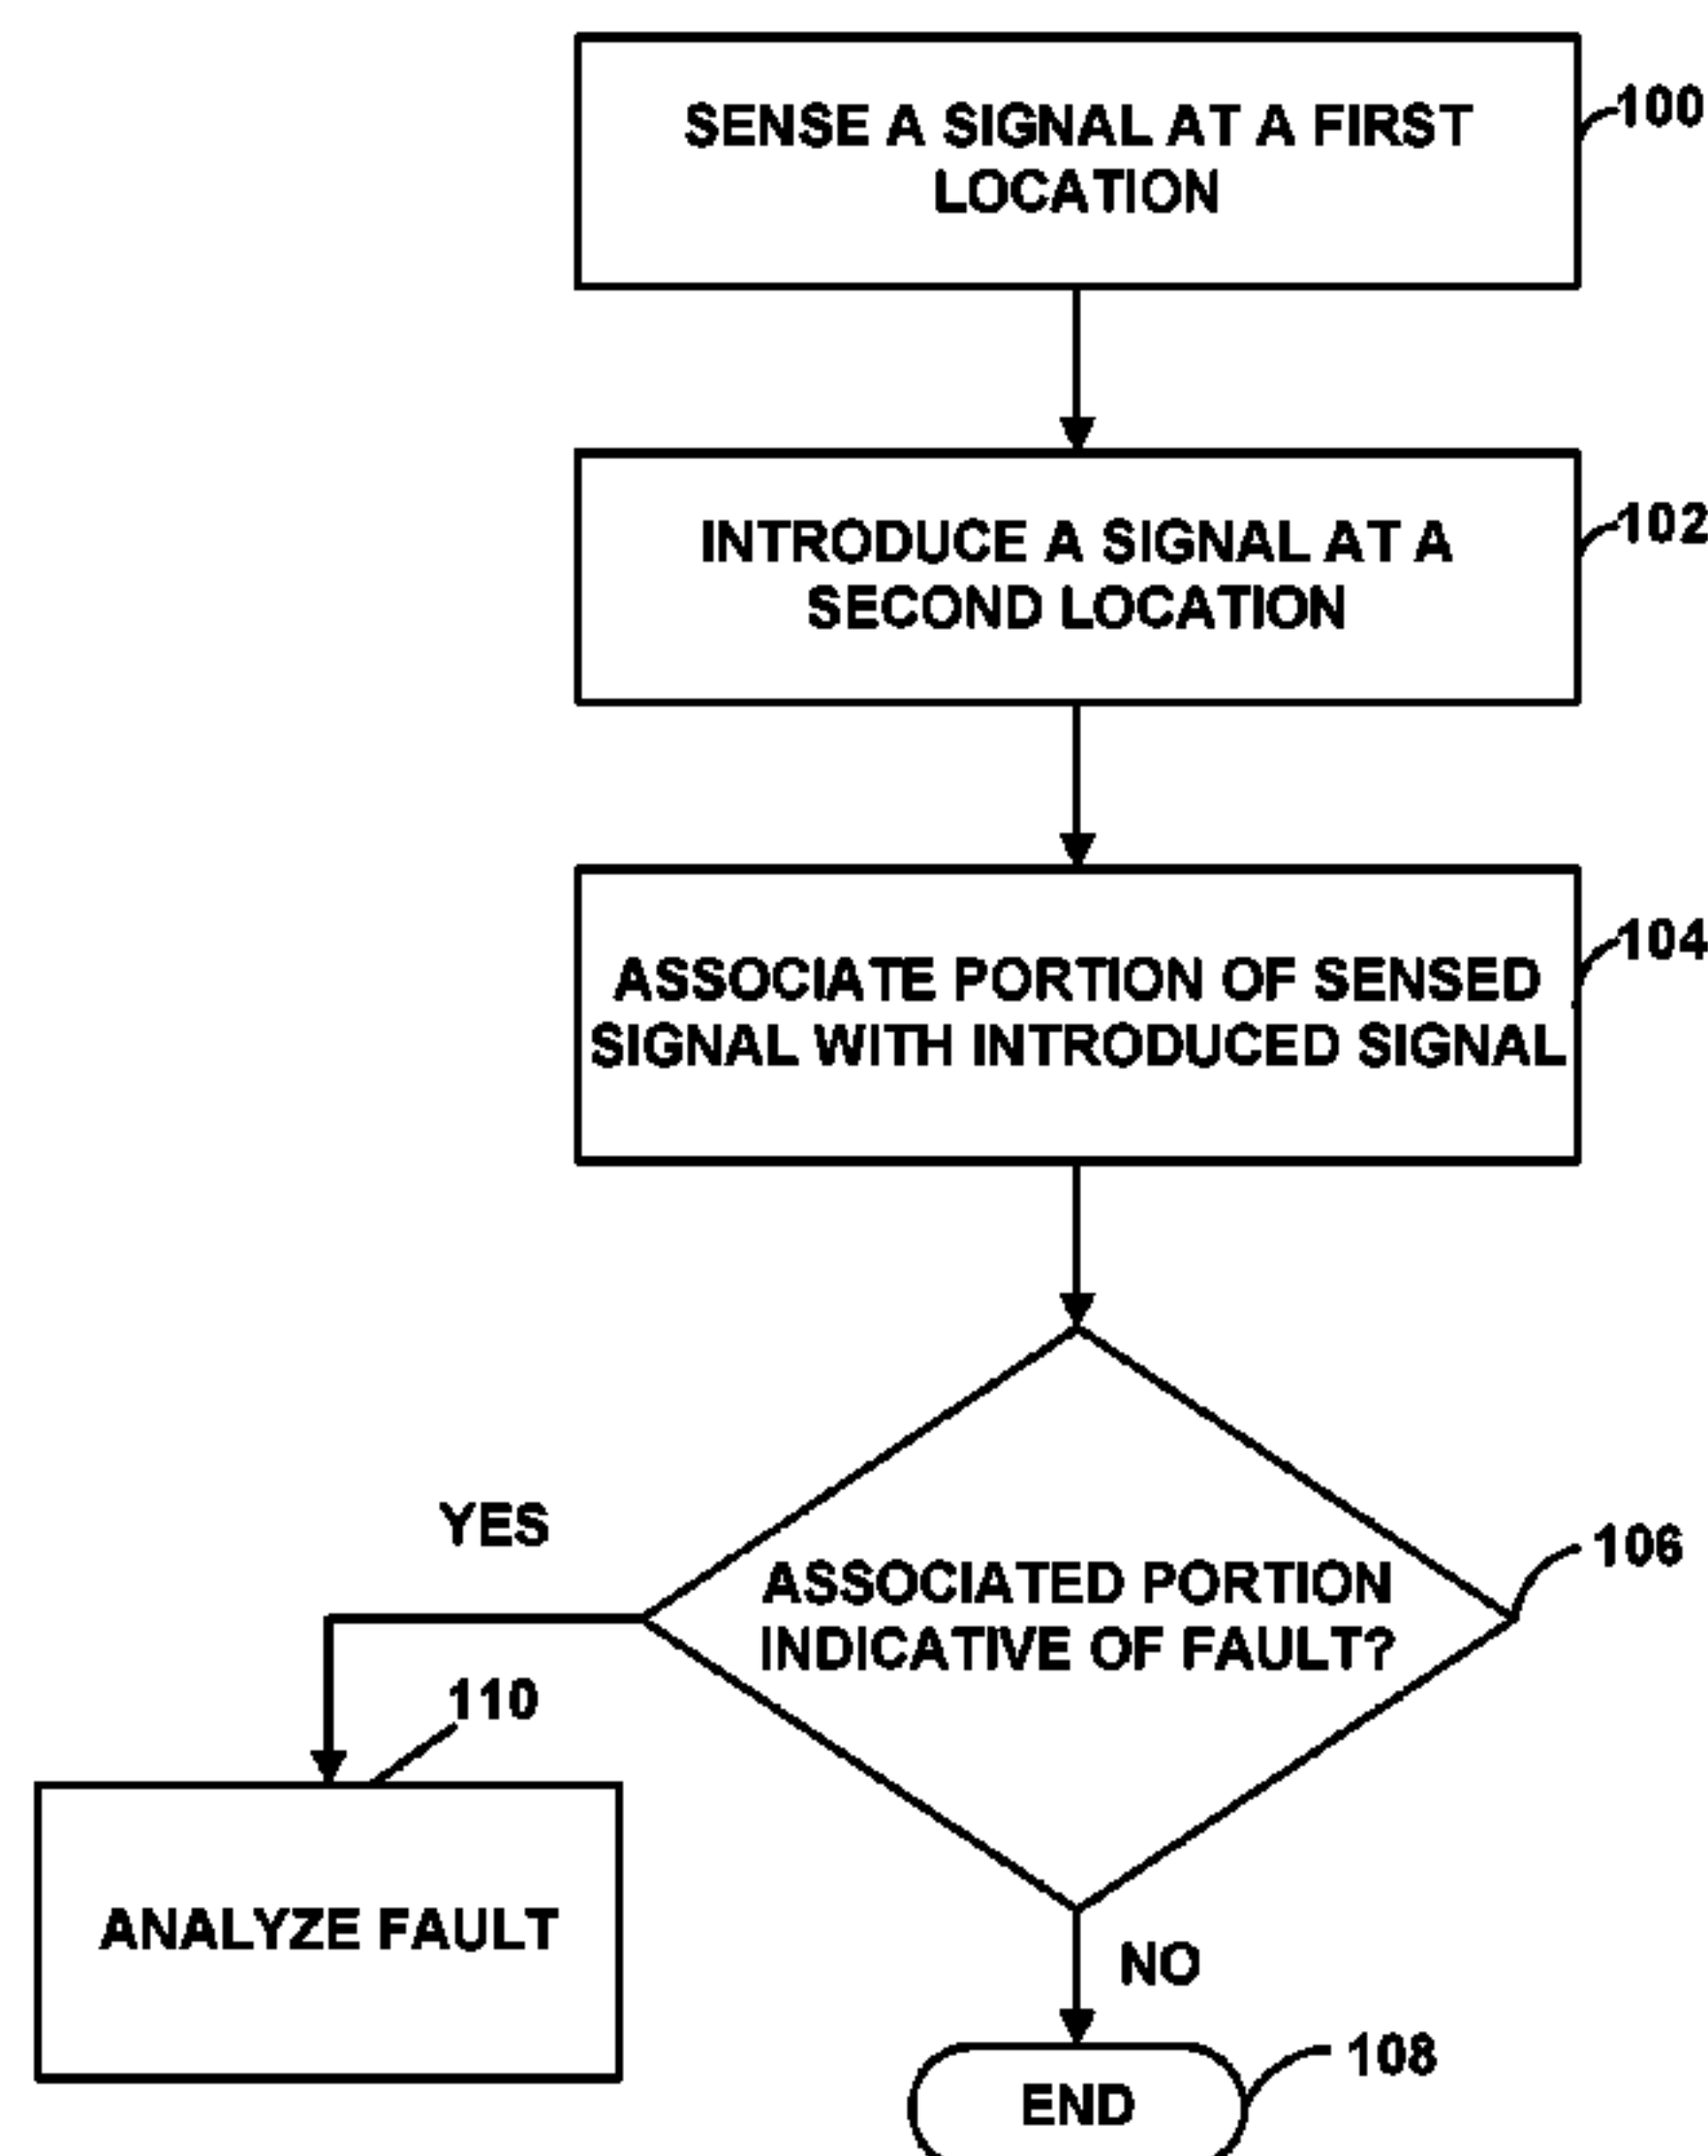 SENSE A SIGNAL AT A FIRST
LOCATION
100
INTRODUCE A SIGNAL AT A
SECOND LOCATION
102
ASSOCIATE PORTION OF SENSED
SIGNAL WITH INTRODUCED SIGNAL
104
ASSOCIATED PORTION
INDICATIVE OF FAULT?
106
YES
110
ANALYZE FAULT
NO
END
108